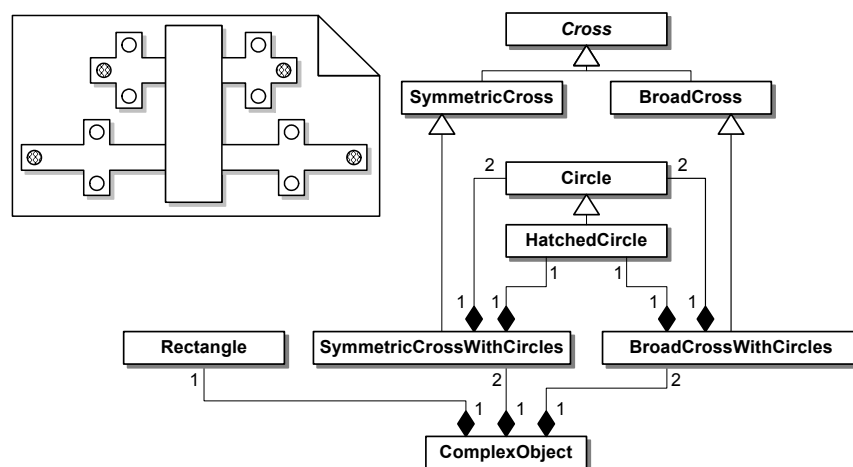 Cross
SymmetricCross BroadCross
2 Circle 2
HatchedCircle
1 1
1 1 1 1
Rectangle SymmetricCrossWithCircles BroadCrossWithCircles
1 2 2
1 1 1
ComplexObject